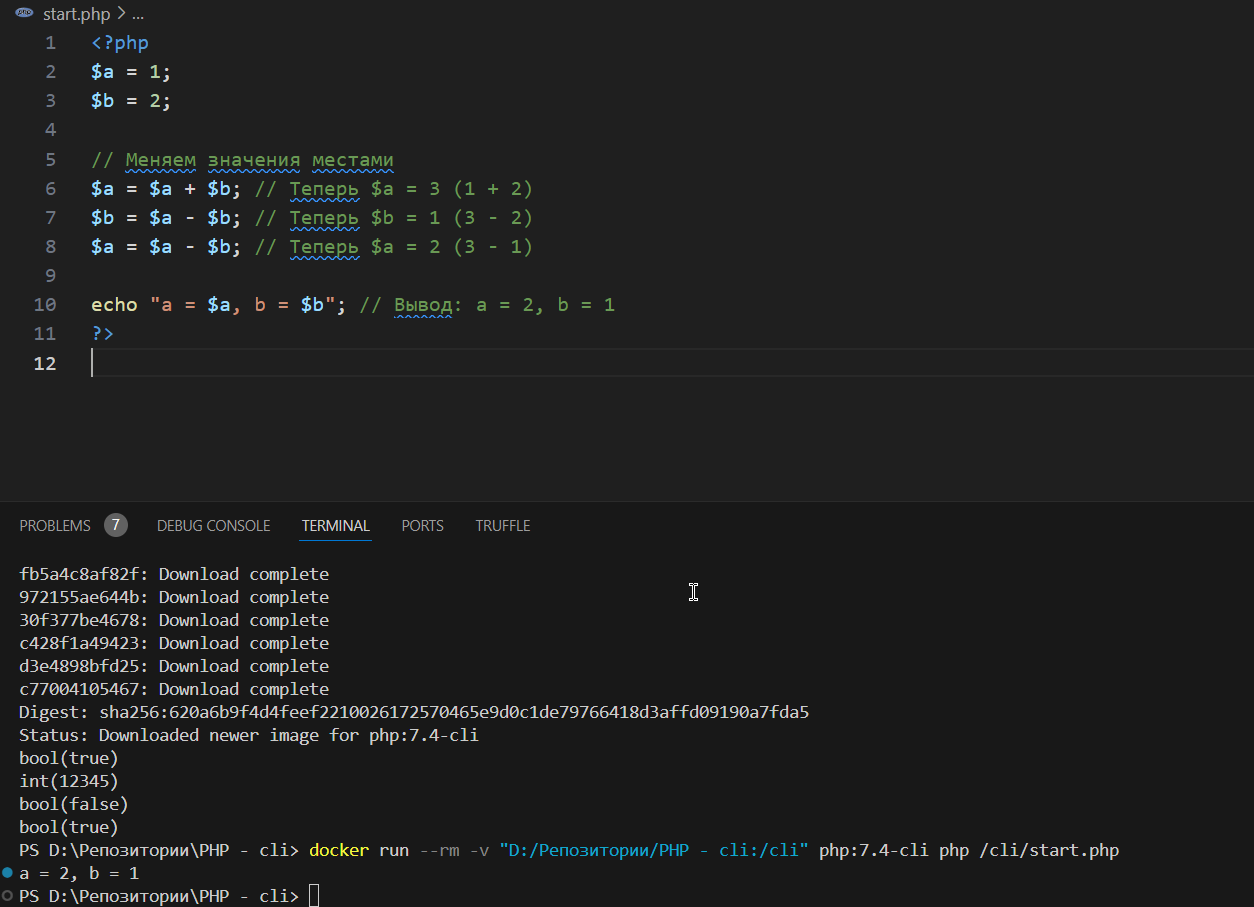 start.php > ...
1 <?php
2 $a = 1;
3 $b = 2;
4
5 // Меняем значения местами
6 $a = $a + $b; // Теперь $a = 3 (1 + 2)
7 $b = $a - $b; // Теперь $b = 1 (3 - 2)
8 $a = $a - $b; // Теперь $a = 2 (3 - 1)
9
10 echo "a = $a, b = $b"; // Вывод: a = 2, b = 1
11 ?>
12
PROBLEMS 7 DEBUG CONSOLE TERMINAL PORTS TRUFFLE
fb5a4c8af82f: Download complete
972155ae644b: Download complete
30f377be4678: Download complete
c428f1a49423: Download complete
d3e4898bfd25: Download complete
c77004105467: Download complete
Digest: sha256:620a6b9f4d4feef2210026172570465e9d0c1de79766418d3affd09190a7fda5
Status: Downloaded newer image for php:7.4-cli
bool(true)
int(12345)
bool(false)
bool(true)
PS D:\Репозитории\PHP - cli> docker run --rm -v "D:/Репозитории/PHP - cli:/cli" php:7.4-cli php /cli/start.php
a = 2, b = 1
PS D:\Репозитории\PHP - cli>